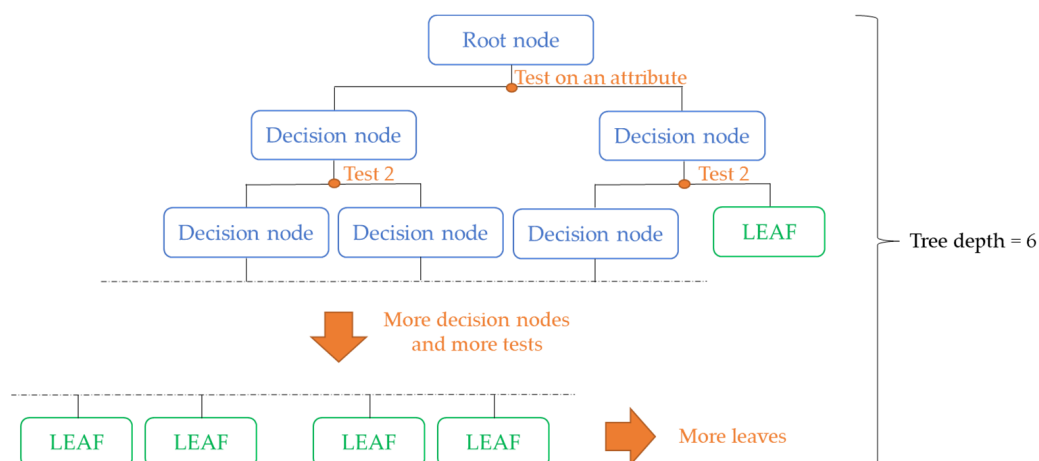 Root node
Test on an attribute
Decision node
Decision node
Test 2
Test 2
Decision node
Decision node
Decision node
LEAF
Tree depth = 6
More decision nodes
and more tests
LEAF
LEAF
LEAF
LEAF
More leaves